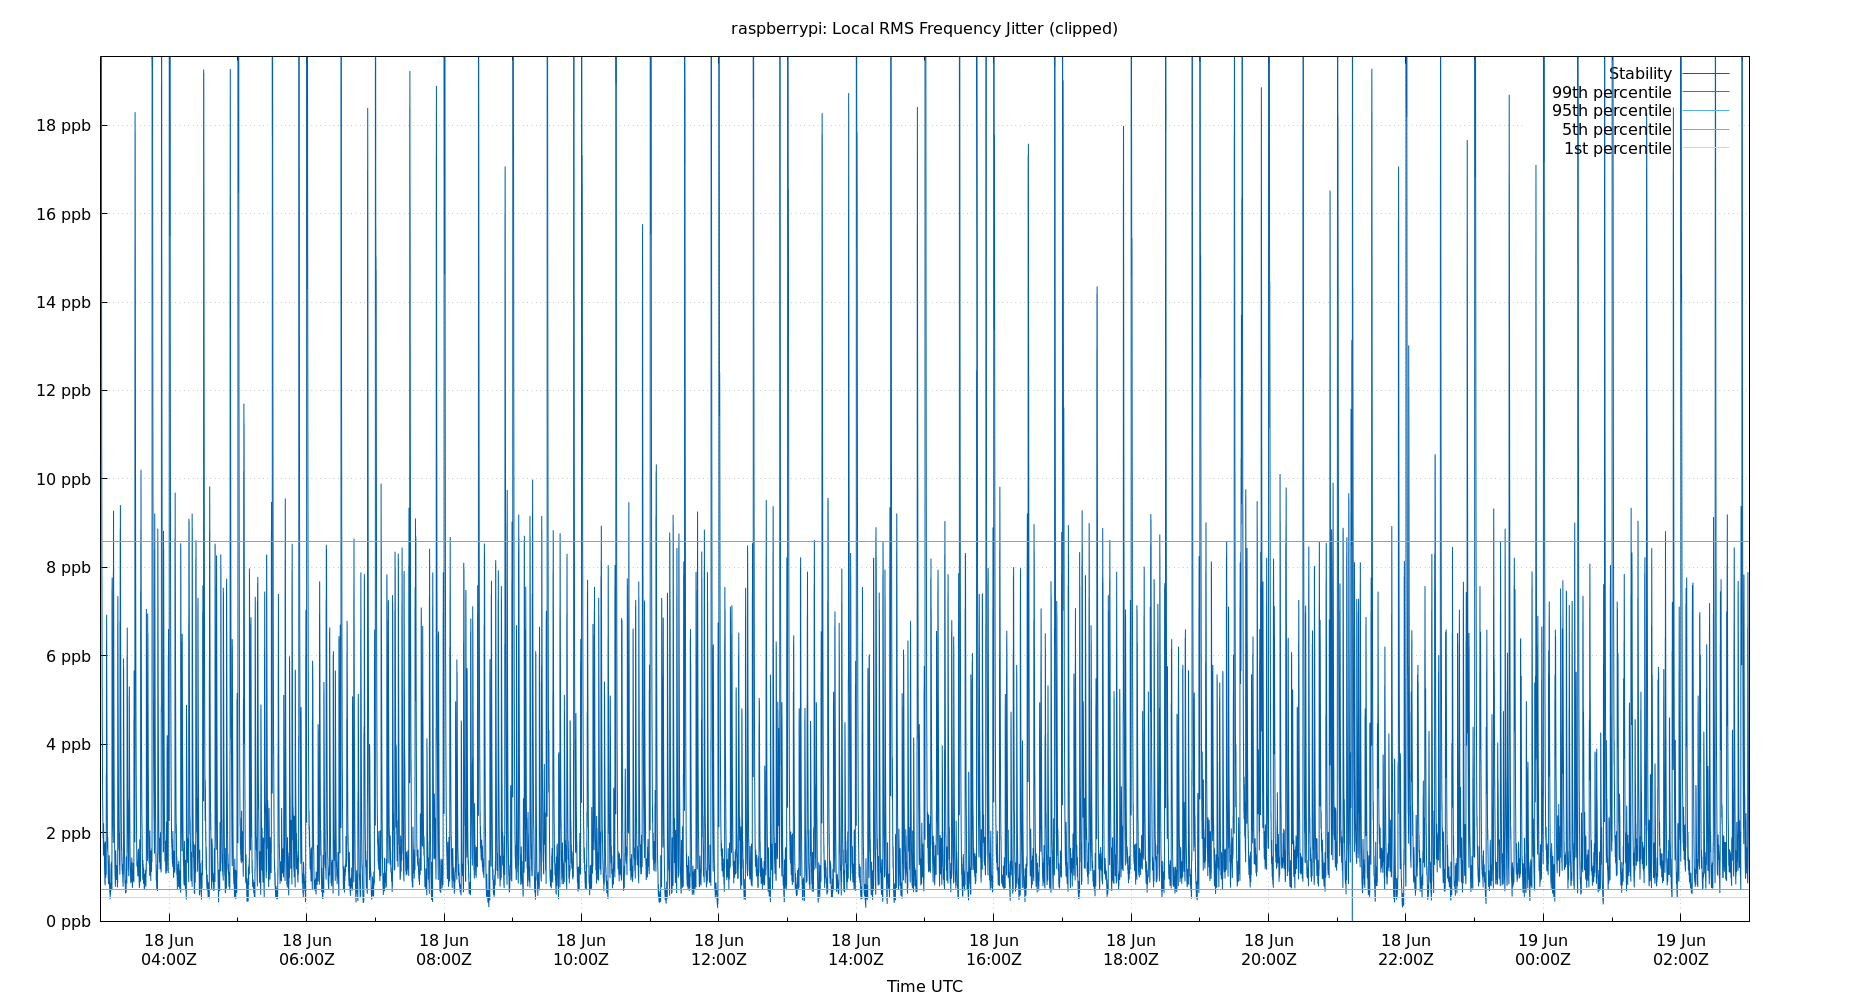 raspberrypi: Local RMS Frequency Jitter (clipped)
Stability
99th percentile
95th percentile
5th percentile
1st percentile
18 ppb
16 ppb
14 ppb
12 ppb
10 ppb
8 ppb
6 ppb
4 ppb
2 ppb
0 ppb
18 Jun 18 Jun 18 Jun 18 Jun 18 Jun 18 Jun 18 Jun 18 Jun 18 Jun 18 Jun 19 Jun 19 Jun
04:00Z 06:00Z 08:00Z 10:00Z 12:00Z 14:00Z 16:00Z 18:00Z 20:00Z 22:00Z 00:00Z 02:00Z
Time UTC